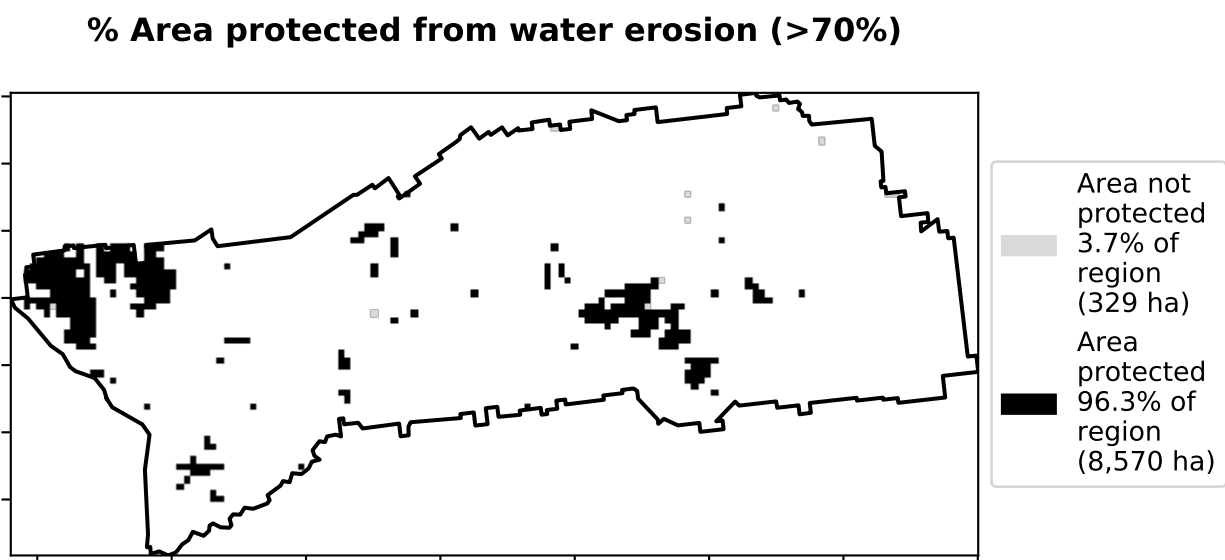 % Area protected from water erosion (>70%)
Area not
protected
3.7% of
region
(329 ha)
Area
protected
96.3% of
region
(8,570 ha)